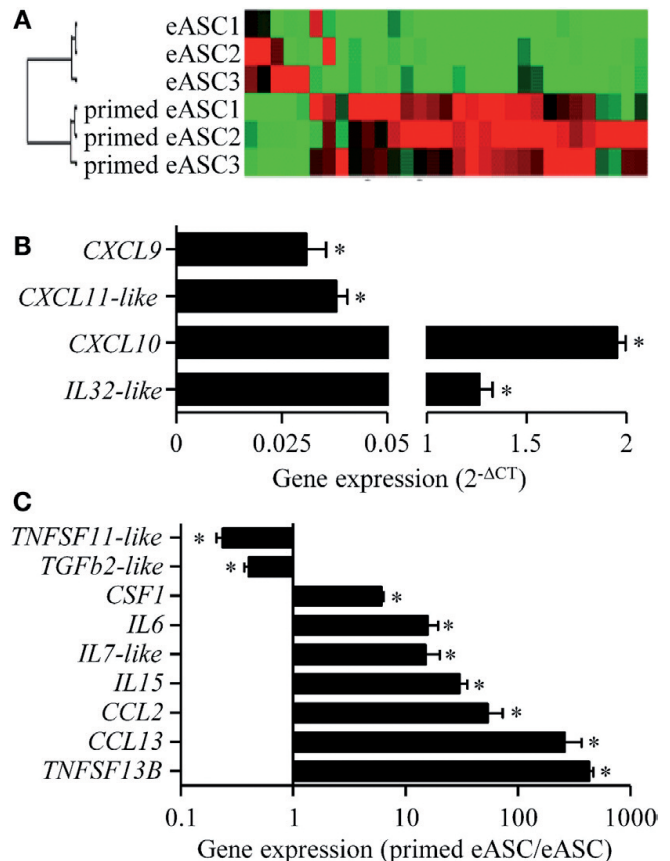 A
eASC1
eASC2
eASC3
primed eASC1
primed eASC2
primed eASC3
B
CXCL9 *
CXCL11-like *
CXCL10 *
IL32-like *
0 0.025 0.05 1 1.5 2
Gene expression (2-ΔCT)
C
TNFSF11-like *
TGFb2-like *
CSF1 *
IL6 *
IL7-like *
IL15 *
CCL2 *
CCL13 *
TNFSF13B *
0.1 1 10 100 1000
Gene expression (primed eASC/eASC)